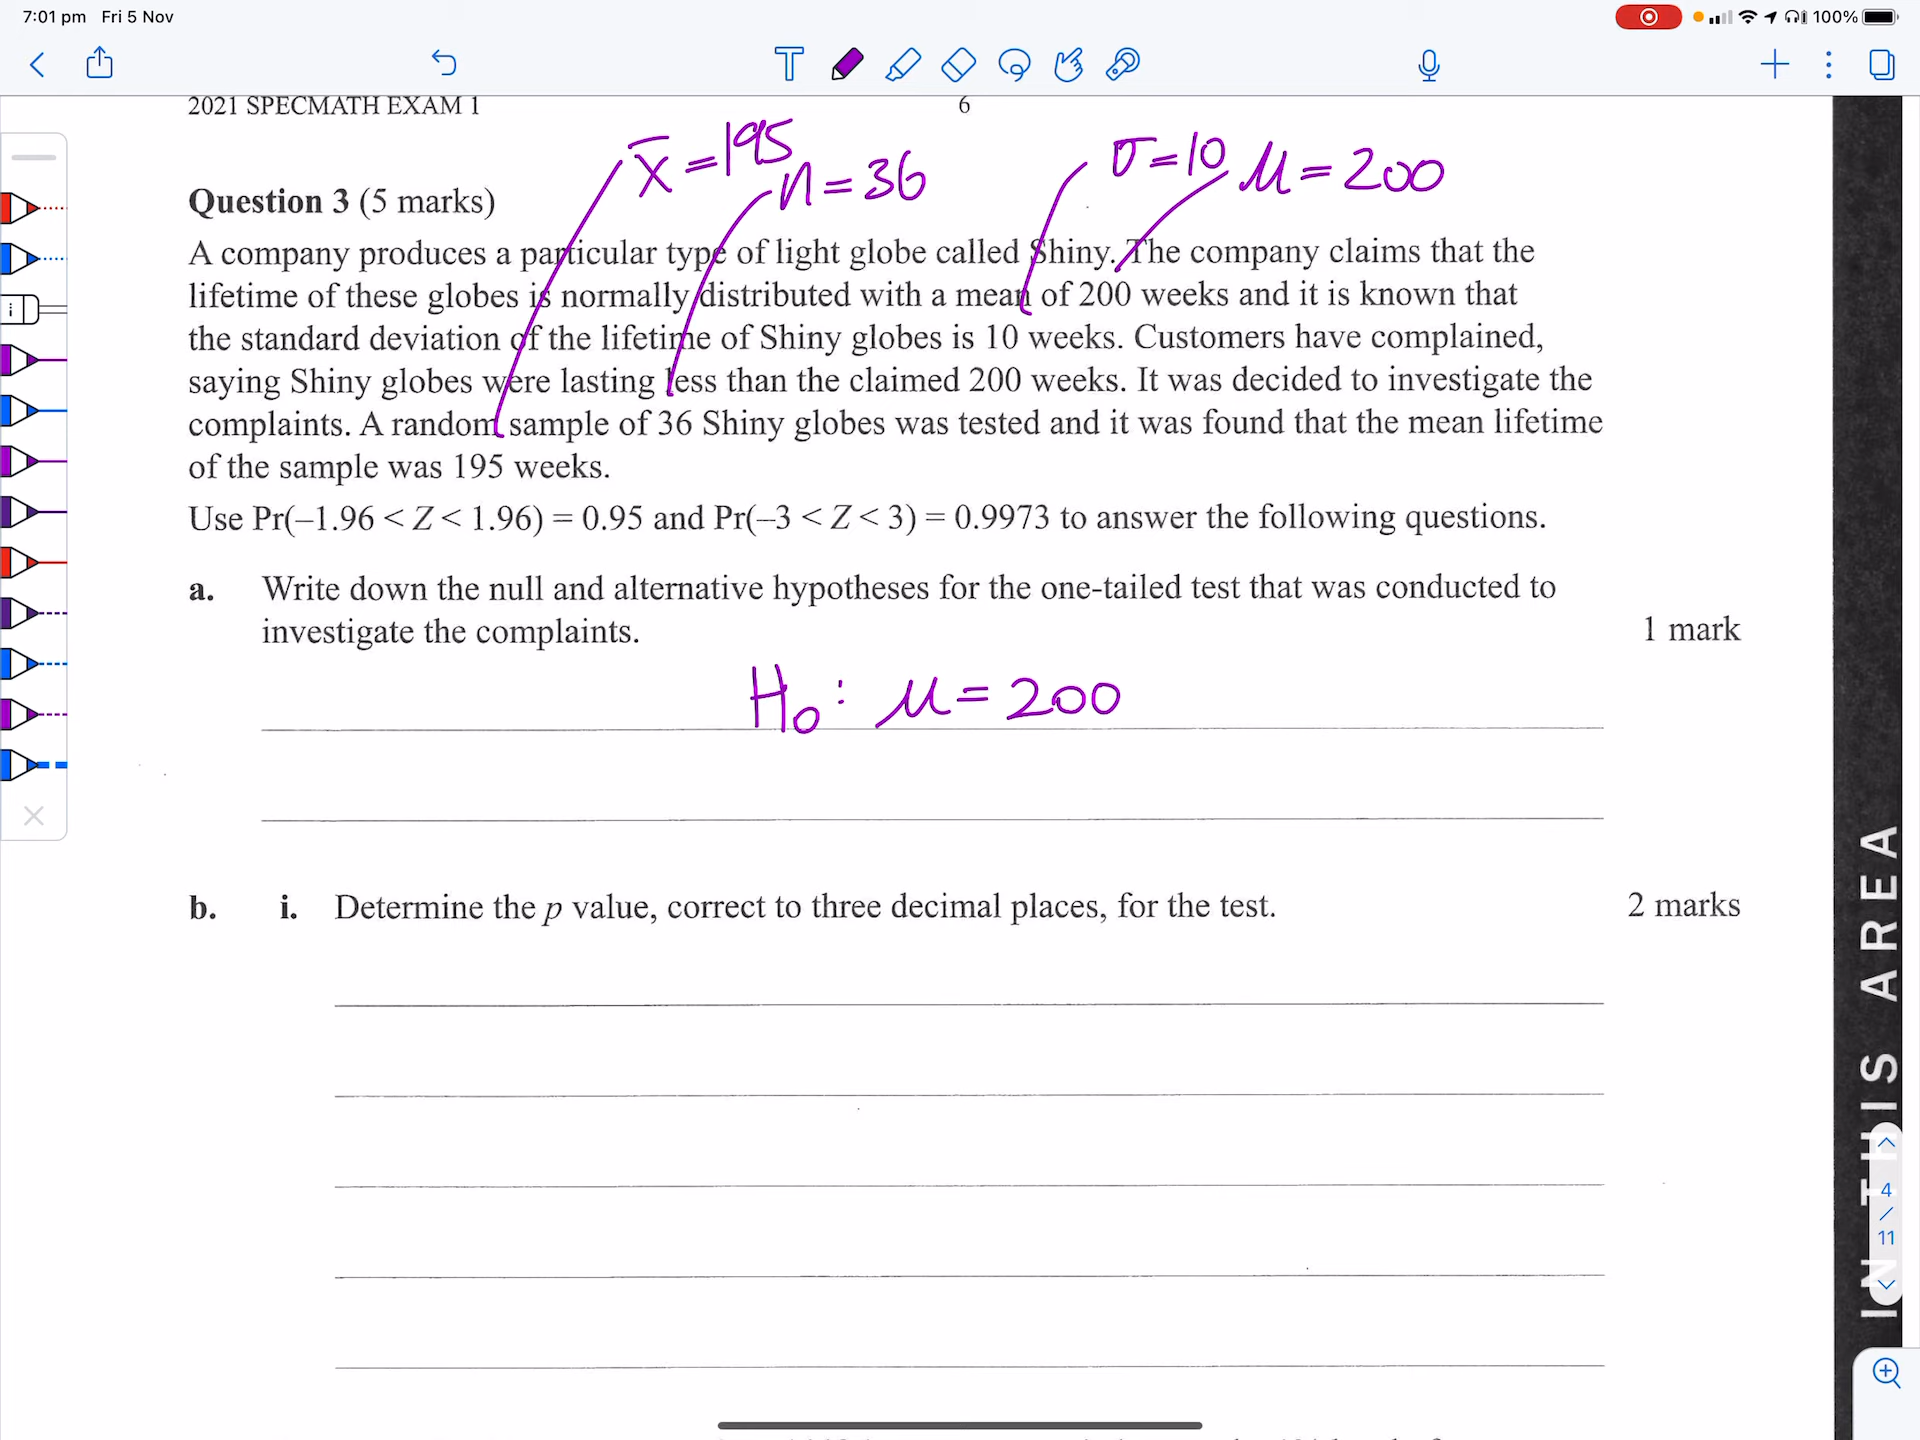 7:01 pm Fri 5 Nov
100%
2021 SPECMATH EXAM 1
6
x̄ = 195
n = 36
σ = 10
μ = 200
Question 3 (5 marks)
A company produces a particular type of light globe called Shiny. The company claims that the
lifetime of these globes is normally distributed with a mean of 200 weeks and it is known that
the standard deviation of the lifetime of Shiny globes is 10 weeks. Customers have complained,
saying Shiny globes were lasting less than the claimed 200 weeks. It was decided to investigate the
complaints. A random sample of 36 Shiny globes was tested and it was found that the mean lifetime
of the sample was 195 weeks.
Use Pr(–1.96 < Z < 1.96) = 0.95 and Pr(–3 < Z < 3) = 0.9973 to answer the following questions.
a. Write down the null and alternative hypotheses for the one-tailed test that was conducted to
investigate the complaints.
1 mark
H₀ : μ = 200
b. i. Determine the p value, correct to three decimal places, for the test.
2 marks
IN THIS AREA
4
/
11